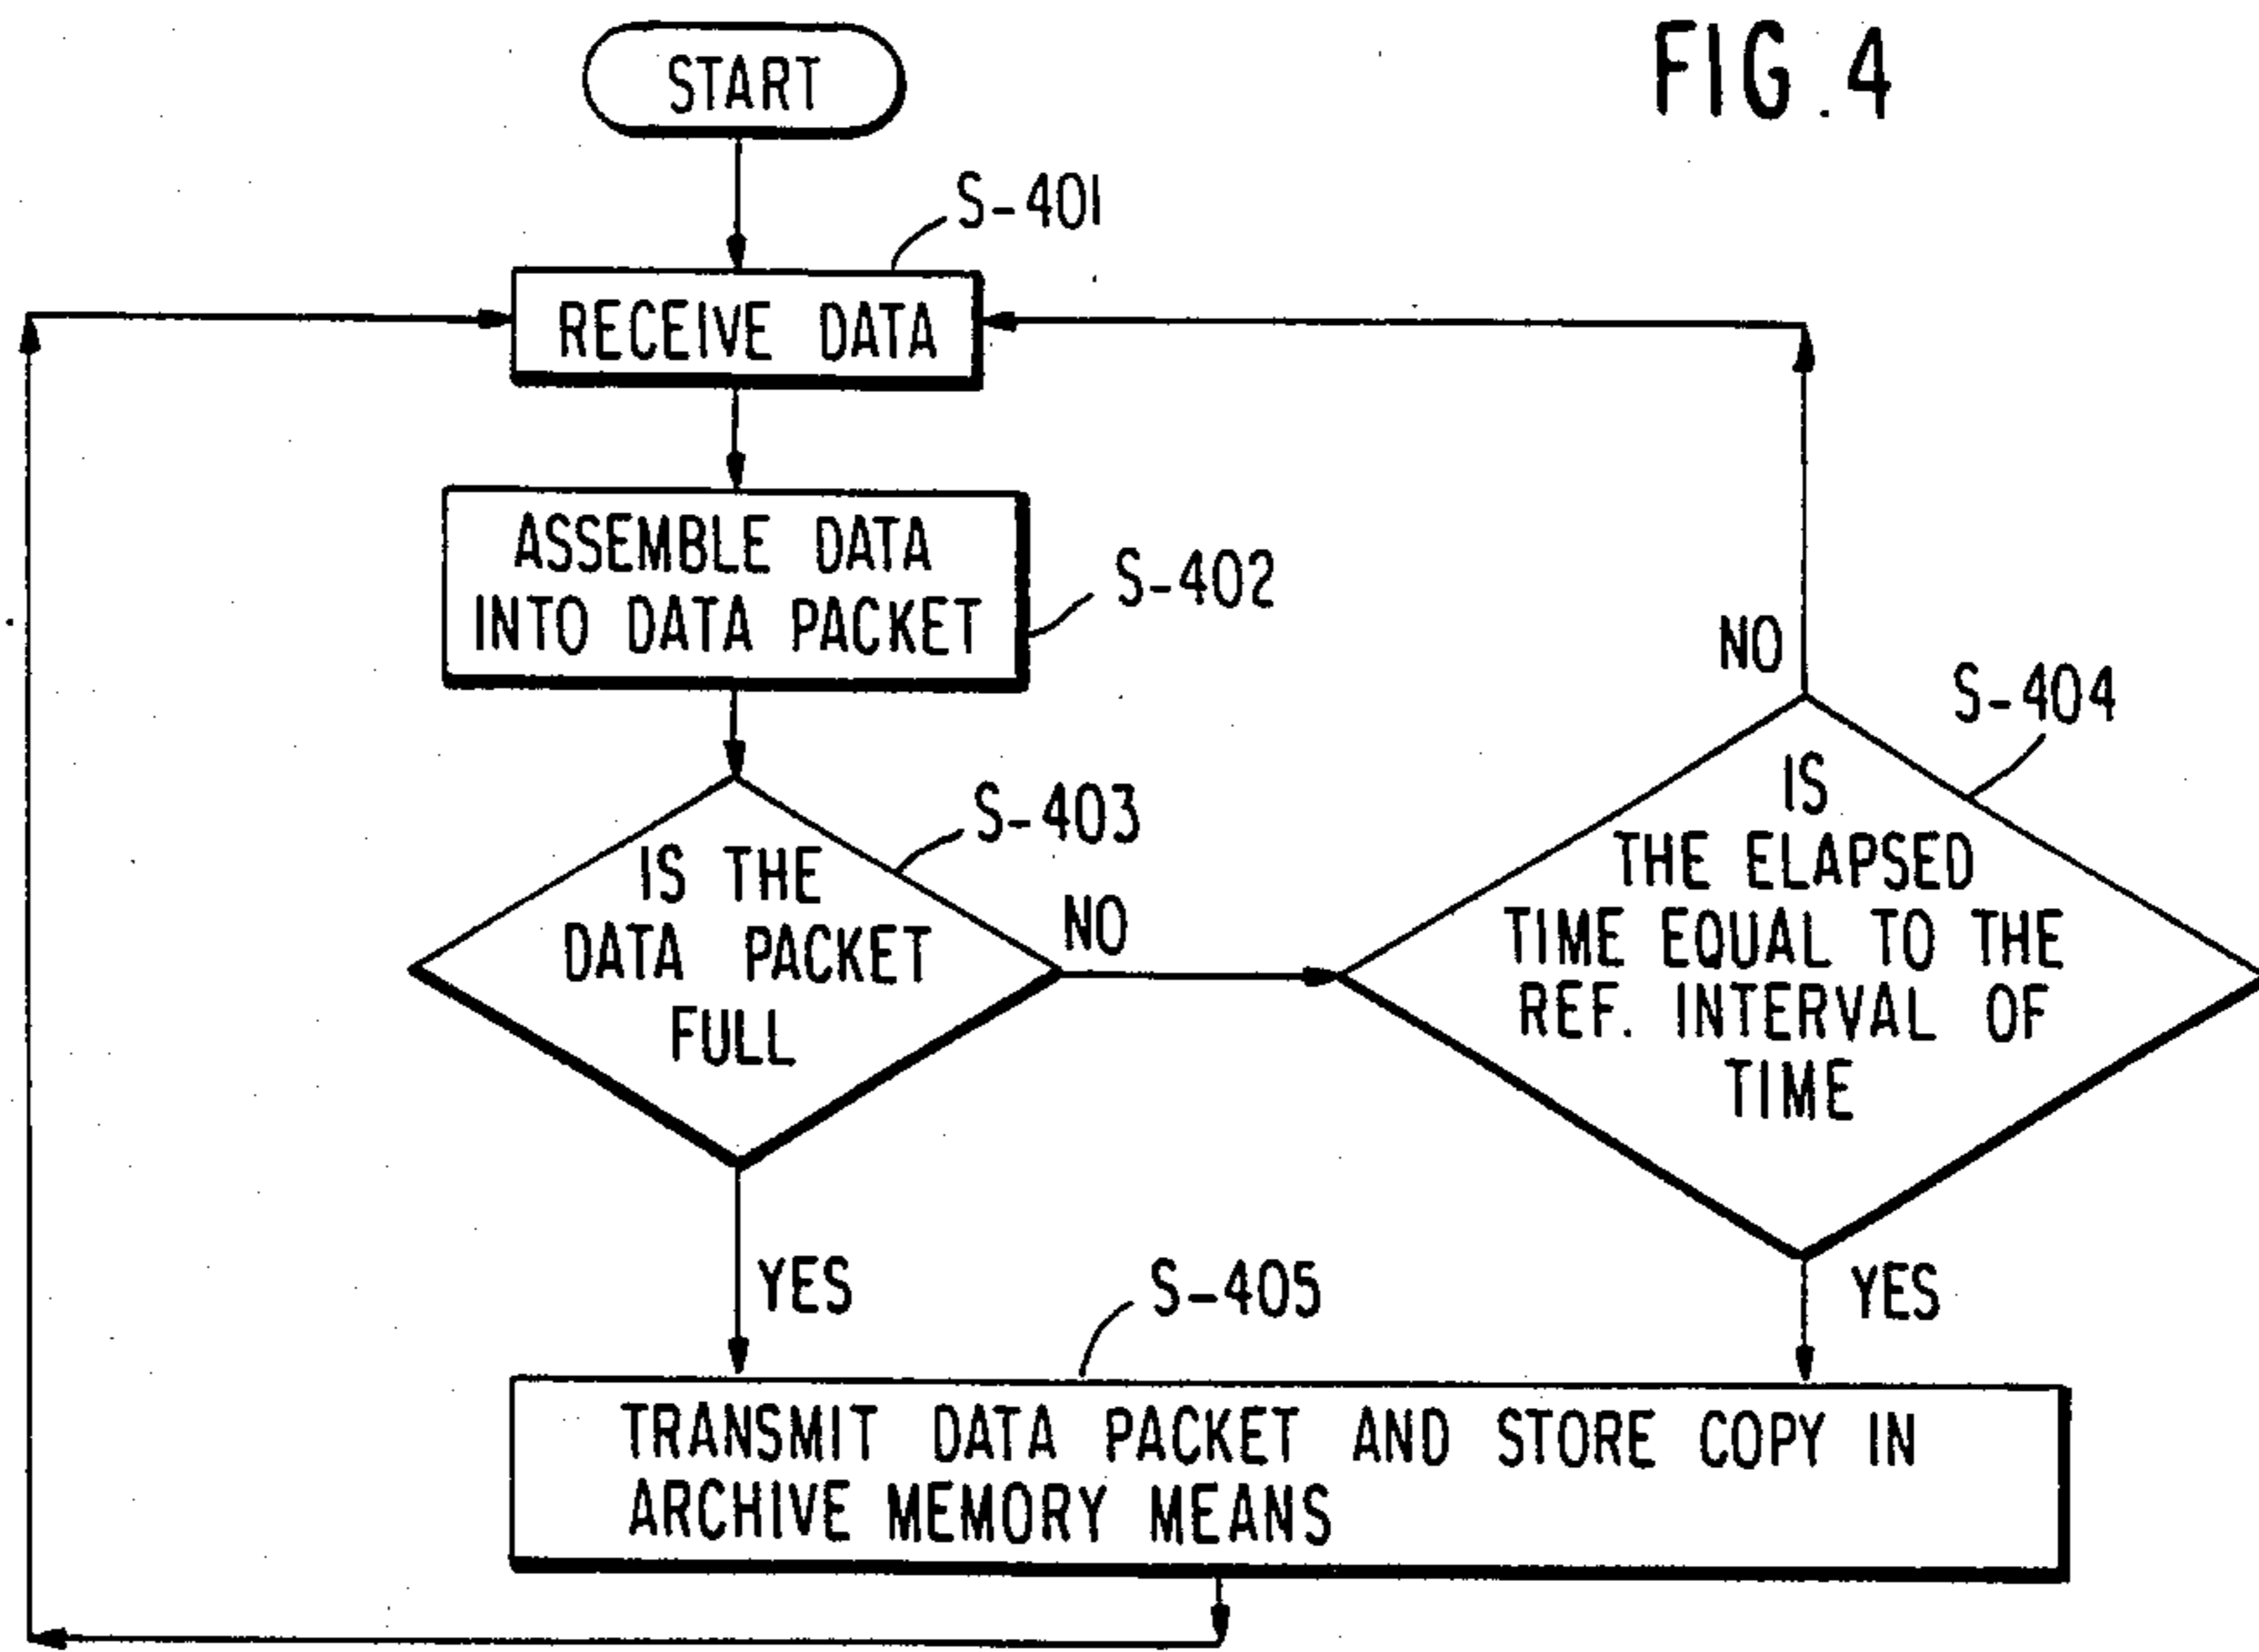 FIG.4
START
S-401
RECEIVE DATA
ASSEMBLE DATA
INTO DATA PACKET
S-402
S-403
IS THE
DATA PACKET
FULL
NO
YES
S-404
IS
THE ELAPSED
TIME EQUAL TO THE
REF. INTERVAL OF
TIME
NO
YES
S-405
TRANSMIT DATA PACKET AND STORE COPY IN
ARCHIVE MEMORY MEANS